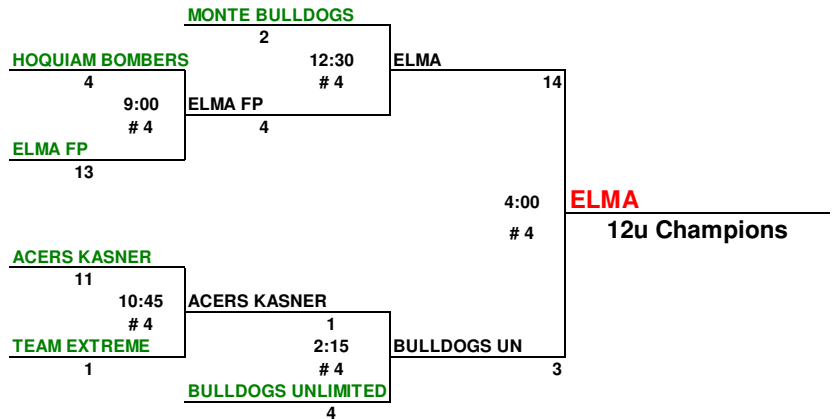 MONTE BULLDOGS
2
HOQUIAM BOMBERS
12:30
ELMA
4
# 4
14
9:00
ELMA FP
# 4
4
ELMA FP
13
4:00
ELMA
# 4
12u Champions
ACERS KASNER
11
10:45
ACERS KASNER
# 4
1
TEAM EXTREME
2:15
BULLDOGS UN
1
# 4
3
BULLDOGS UNLIMITED
4